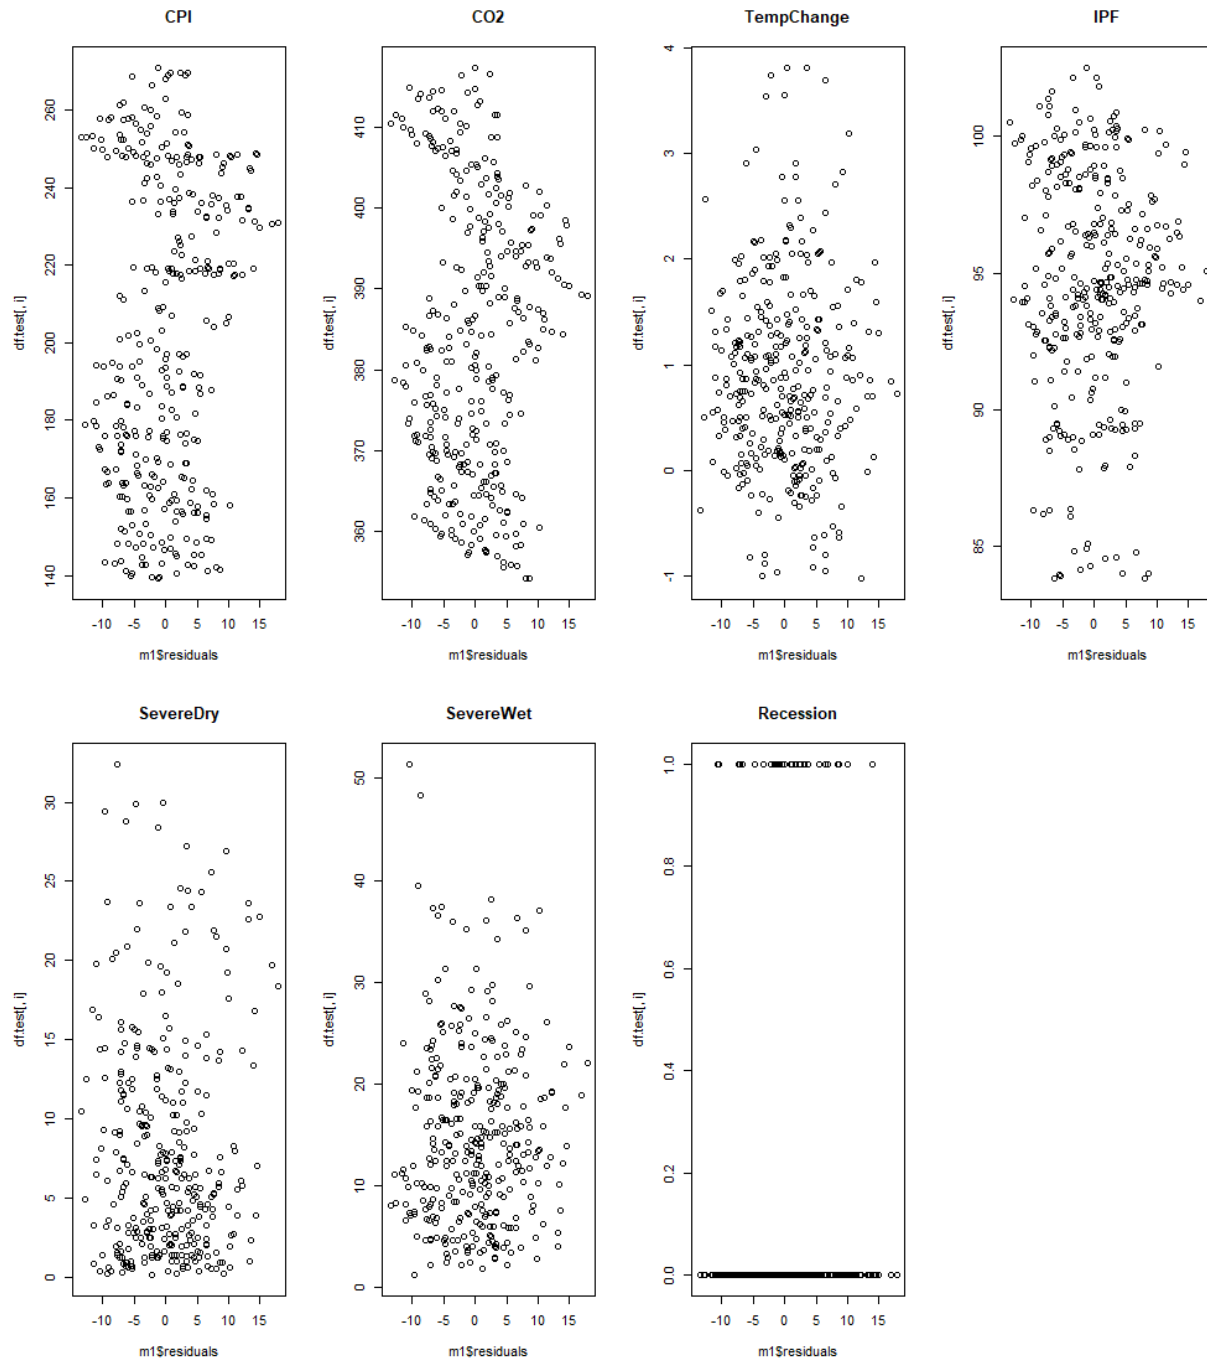 CPI CO2 TempChange IPF
df.test[, i] df.test[, i] df.test[, i] df.test[, i]
140 160 180 200 220 240 260
360 370 380 390 400 410
-1 0 1 2 3 4
85 90 95 100
-10 -5 0 5 10 15 -10 -5 0 5 10 15 -10 -5 0 5 10 15 -10 -5 0 5 10 15
m1$residuals m1$residuals m1$residuals m1$residuals
SevereDry SevereWet Recession
df.test[, i] df.test[, i] df.test[, i]
0 5 10 15 20 25 30
0 10 20 30 40 50
0.0 0.2 0.4 0.6 0.8 1.0
-10 -5 0 5 10 15 -10 -5 0 5 10 15 -10 -5 0 5 10 15
m1$residuals m1$residuals m1$residuals